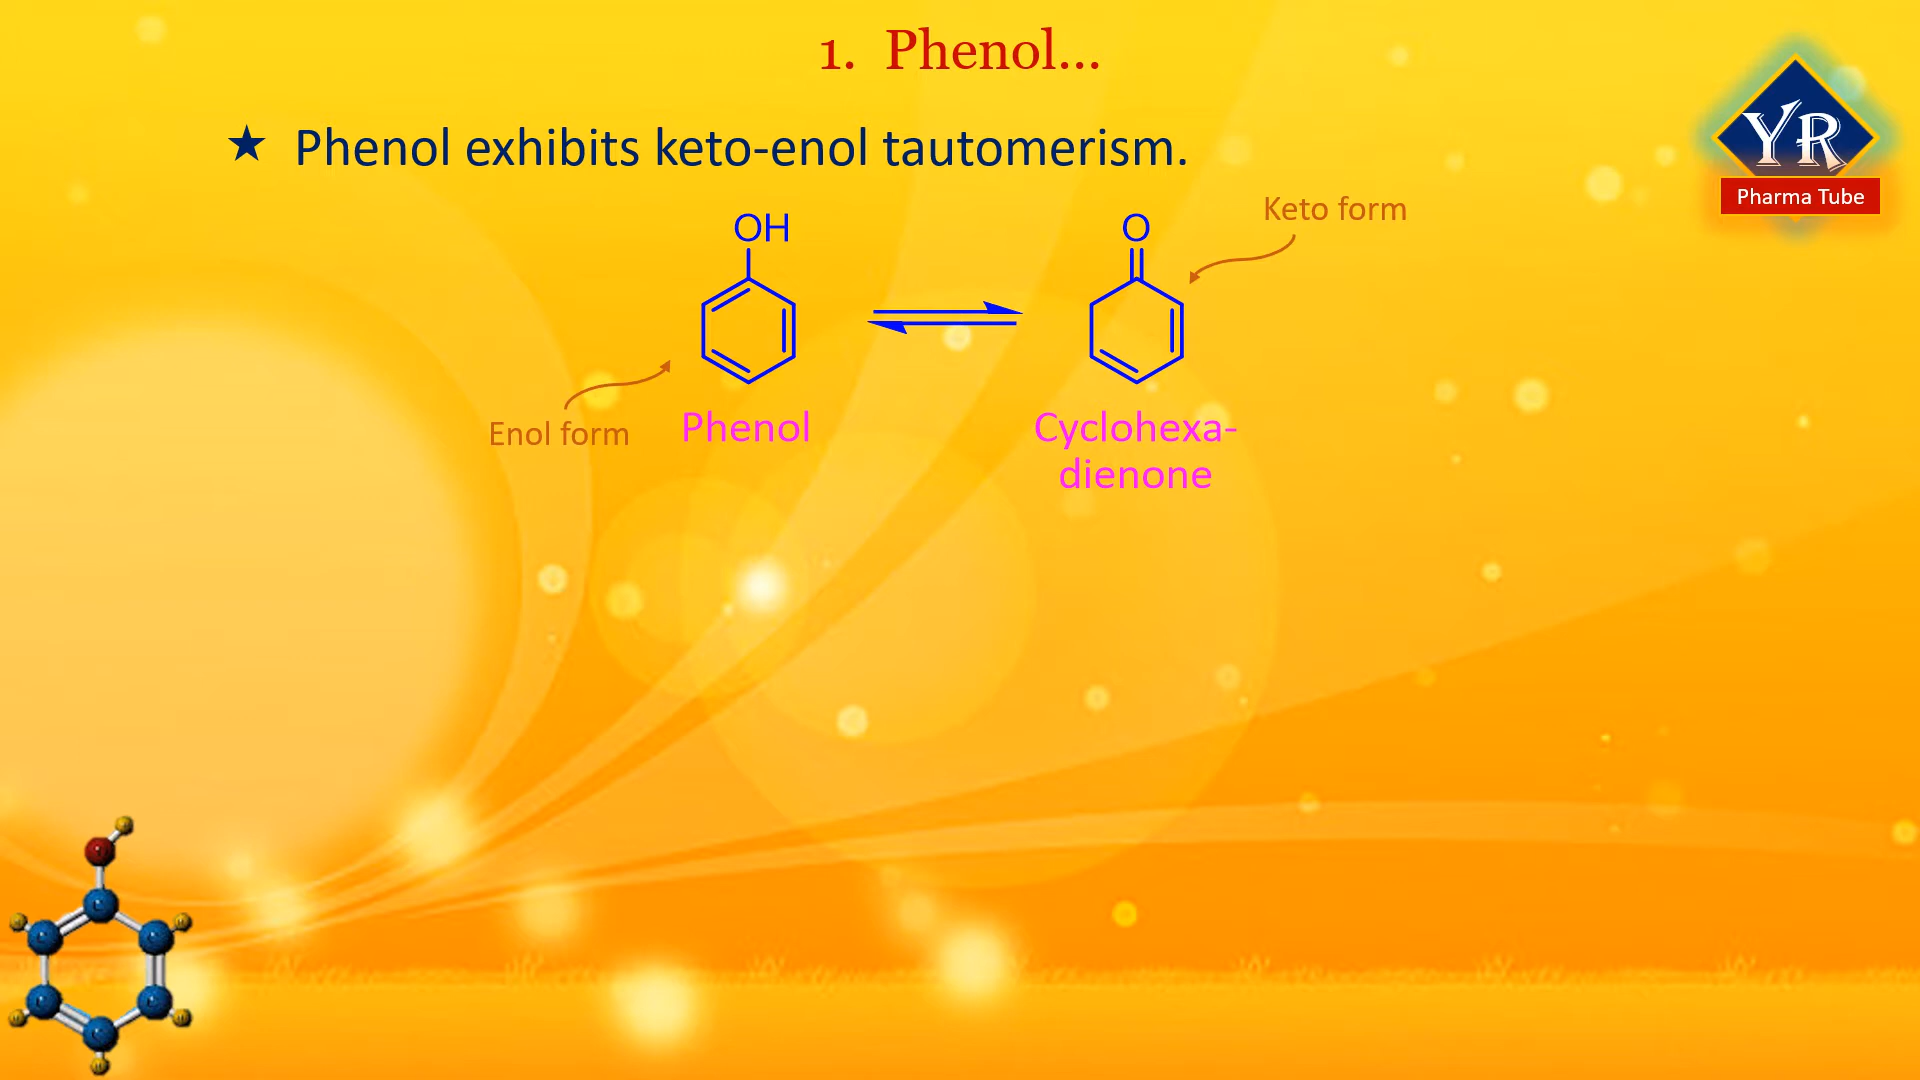 1. Phenol...
★ Phenol exhibits keto-enol tautomerism.
YR
Pharma Tube
Keto form
OH
O
Enol form
Phenol
Cyclohexa-
dienone